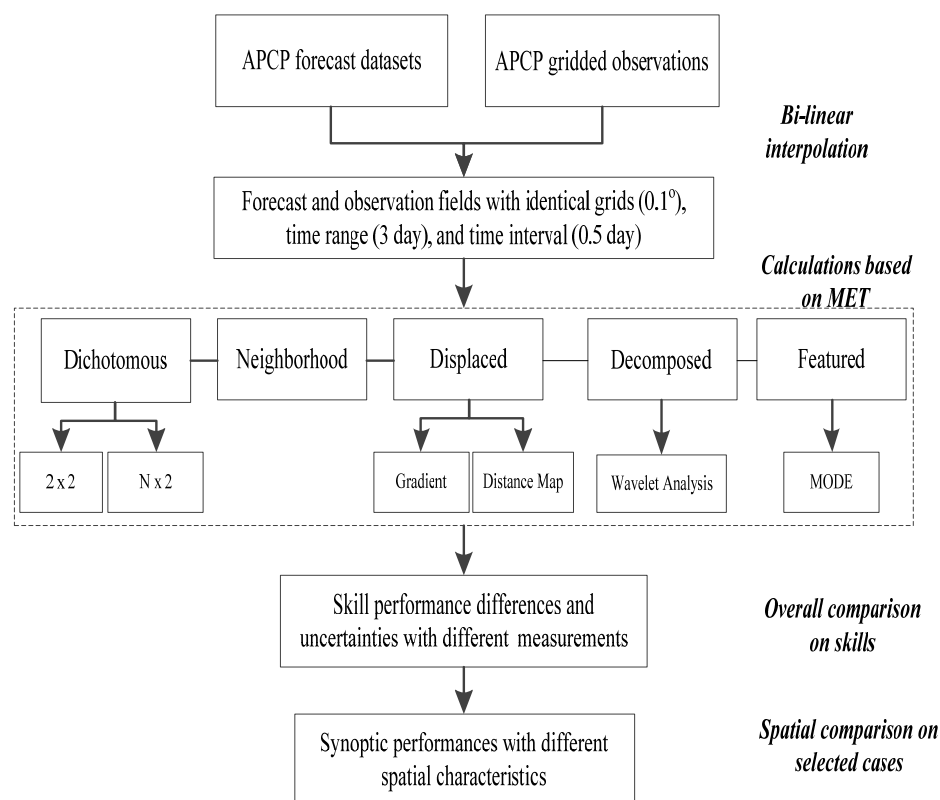 APCP forecast datasets
APCP gridded observations
Bi-linear
interpolation
Forecast and observation fields with identical grids (0.1°),
time range (3 day), and time interval (0.5 day)
Calculations based
on MET
Dichotomous
Neighborhood
Displaced
Decomposed
Featured
2 x 2
N x 2
Gradient
Distance Map
Wavelet Analysis
MODE
Skill performance differences and
uncertainties with different measurements
Overall comparison
on skills
Synoptic performances with different
spatial characteristics
Spatial comparison on
selected cases